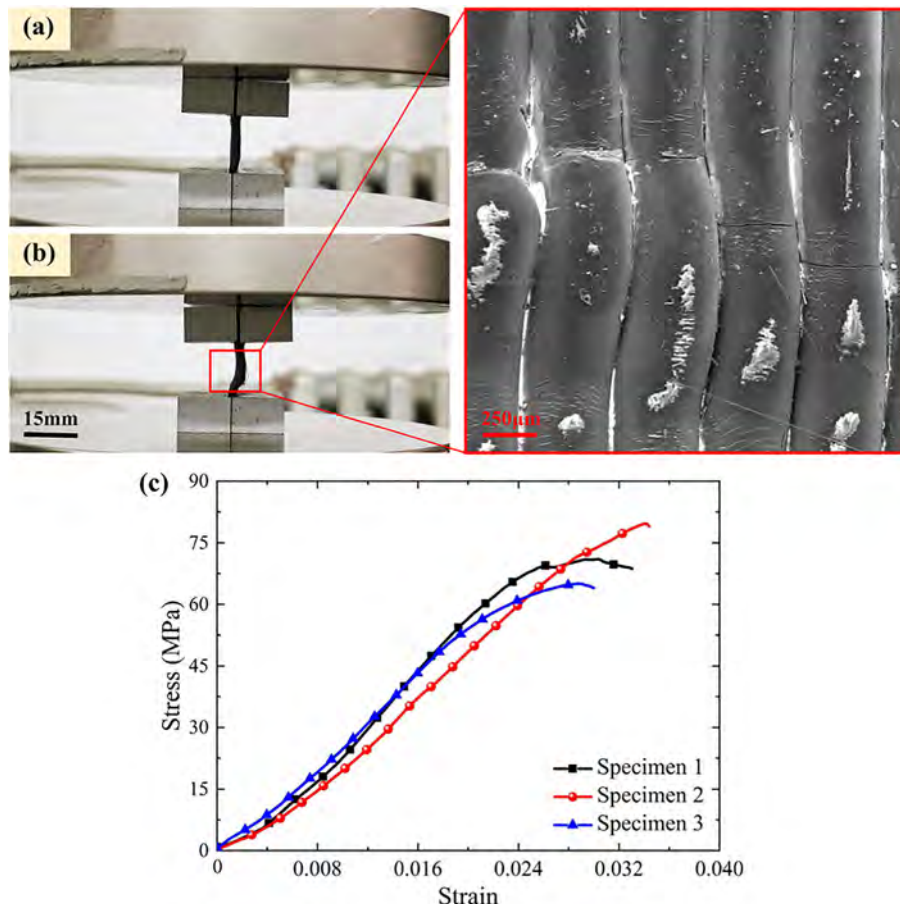 (a)
(b)
15mm
250μm
(c)
90
75
60
45
30
15
0
Stress (MPa)
Specimen 1
Specimen 2
Specimen 3
0 0.008 0.016 0.024 0.032 0.040
Strain